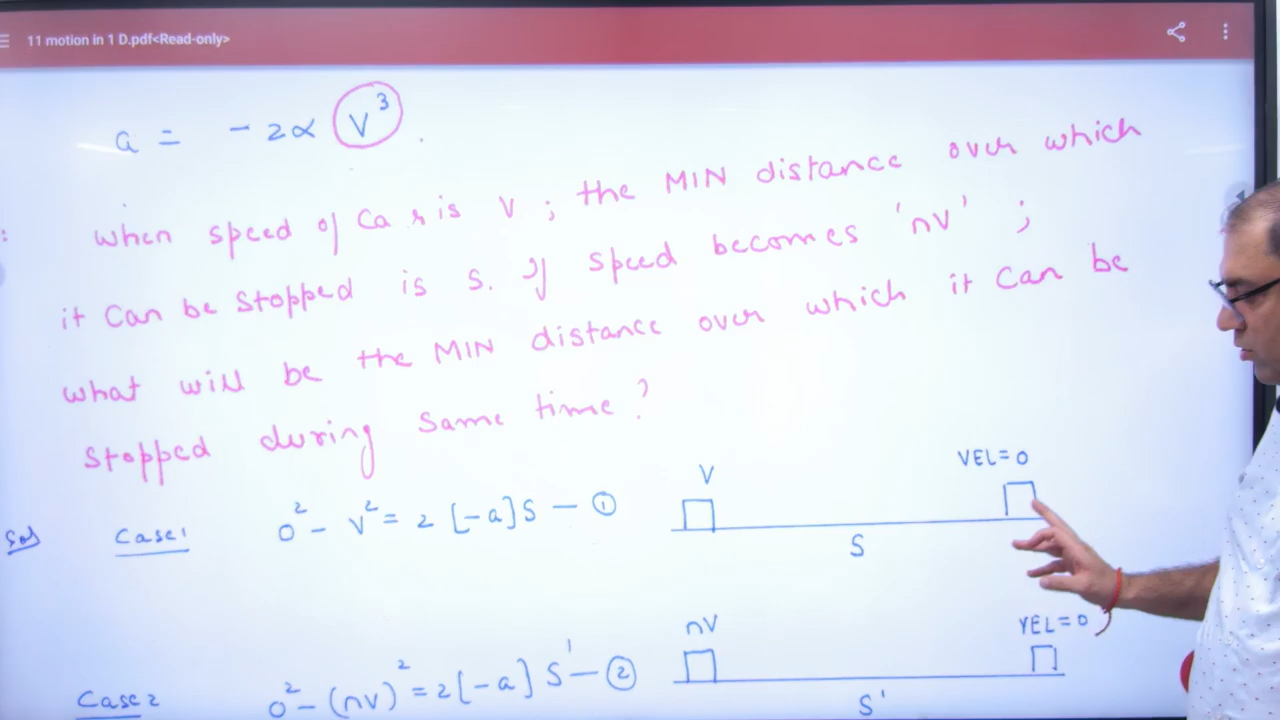 11 motion in 1 D.pdf<Read-only>
a = - 2α V³.
when speed of Car is V ; the MIN distance over which
it Can be stopped is S. If speed becomes 'nV' ;
what will be the MIN distance over which it Can be
stopped during same time?
Sol Case1 0² - V² = 2 [-a] S - ①
V VEL=0
S
Case2 0² - (nv)² = 2 [-a] S' - ②
nV VEL=0
S'